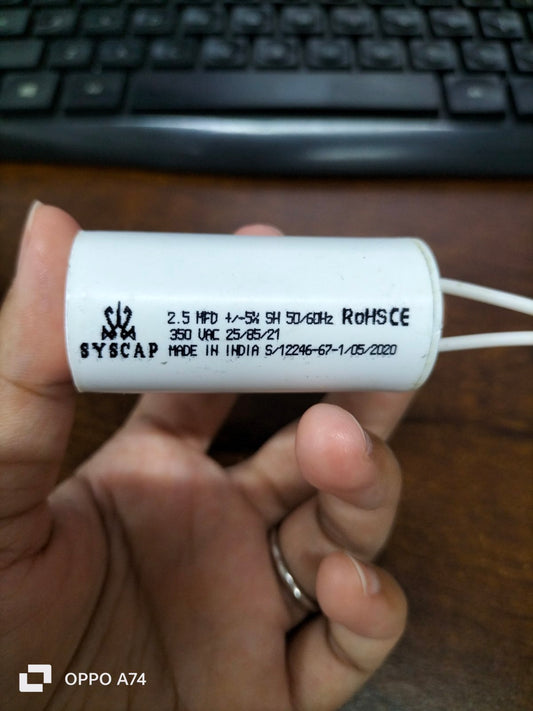 2.5 MFD +/-5% SH 50/60Hz RoHS CE
350 VAC 25/85/21
SYSCAP MADE IN INDIA S/12246-67-1/05/2020
OPPO A74